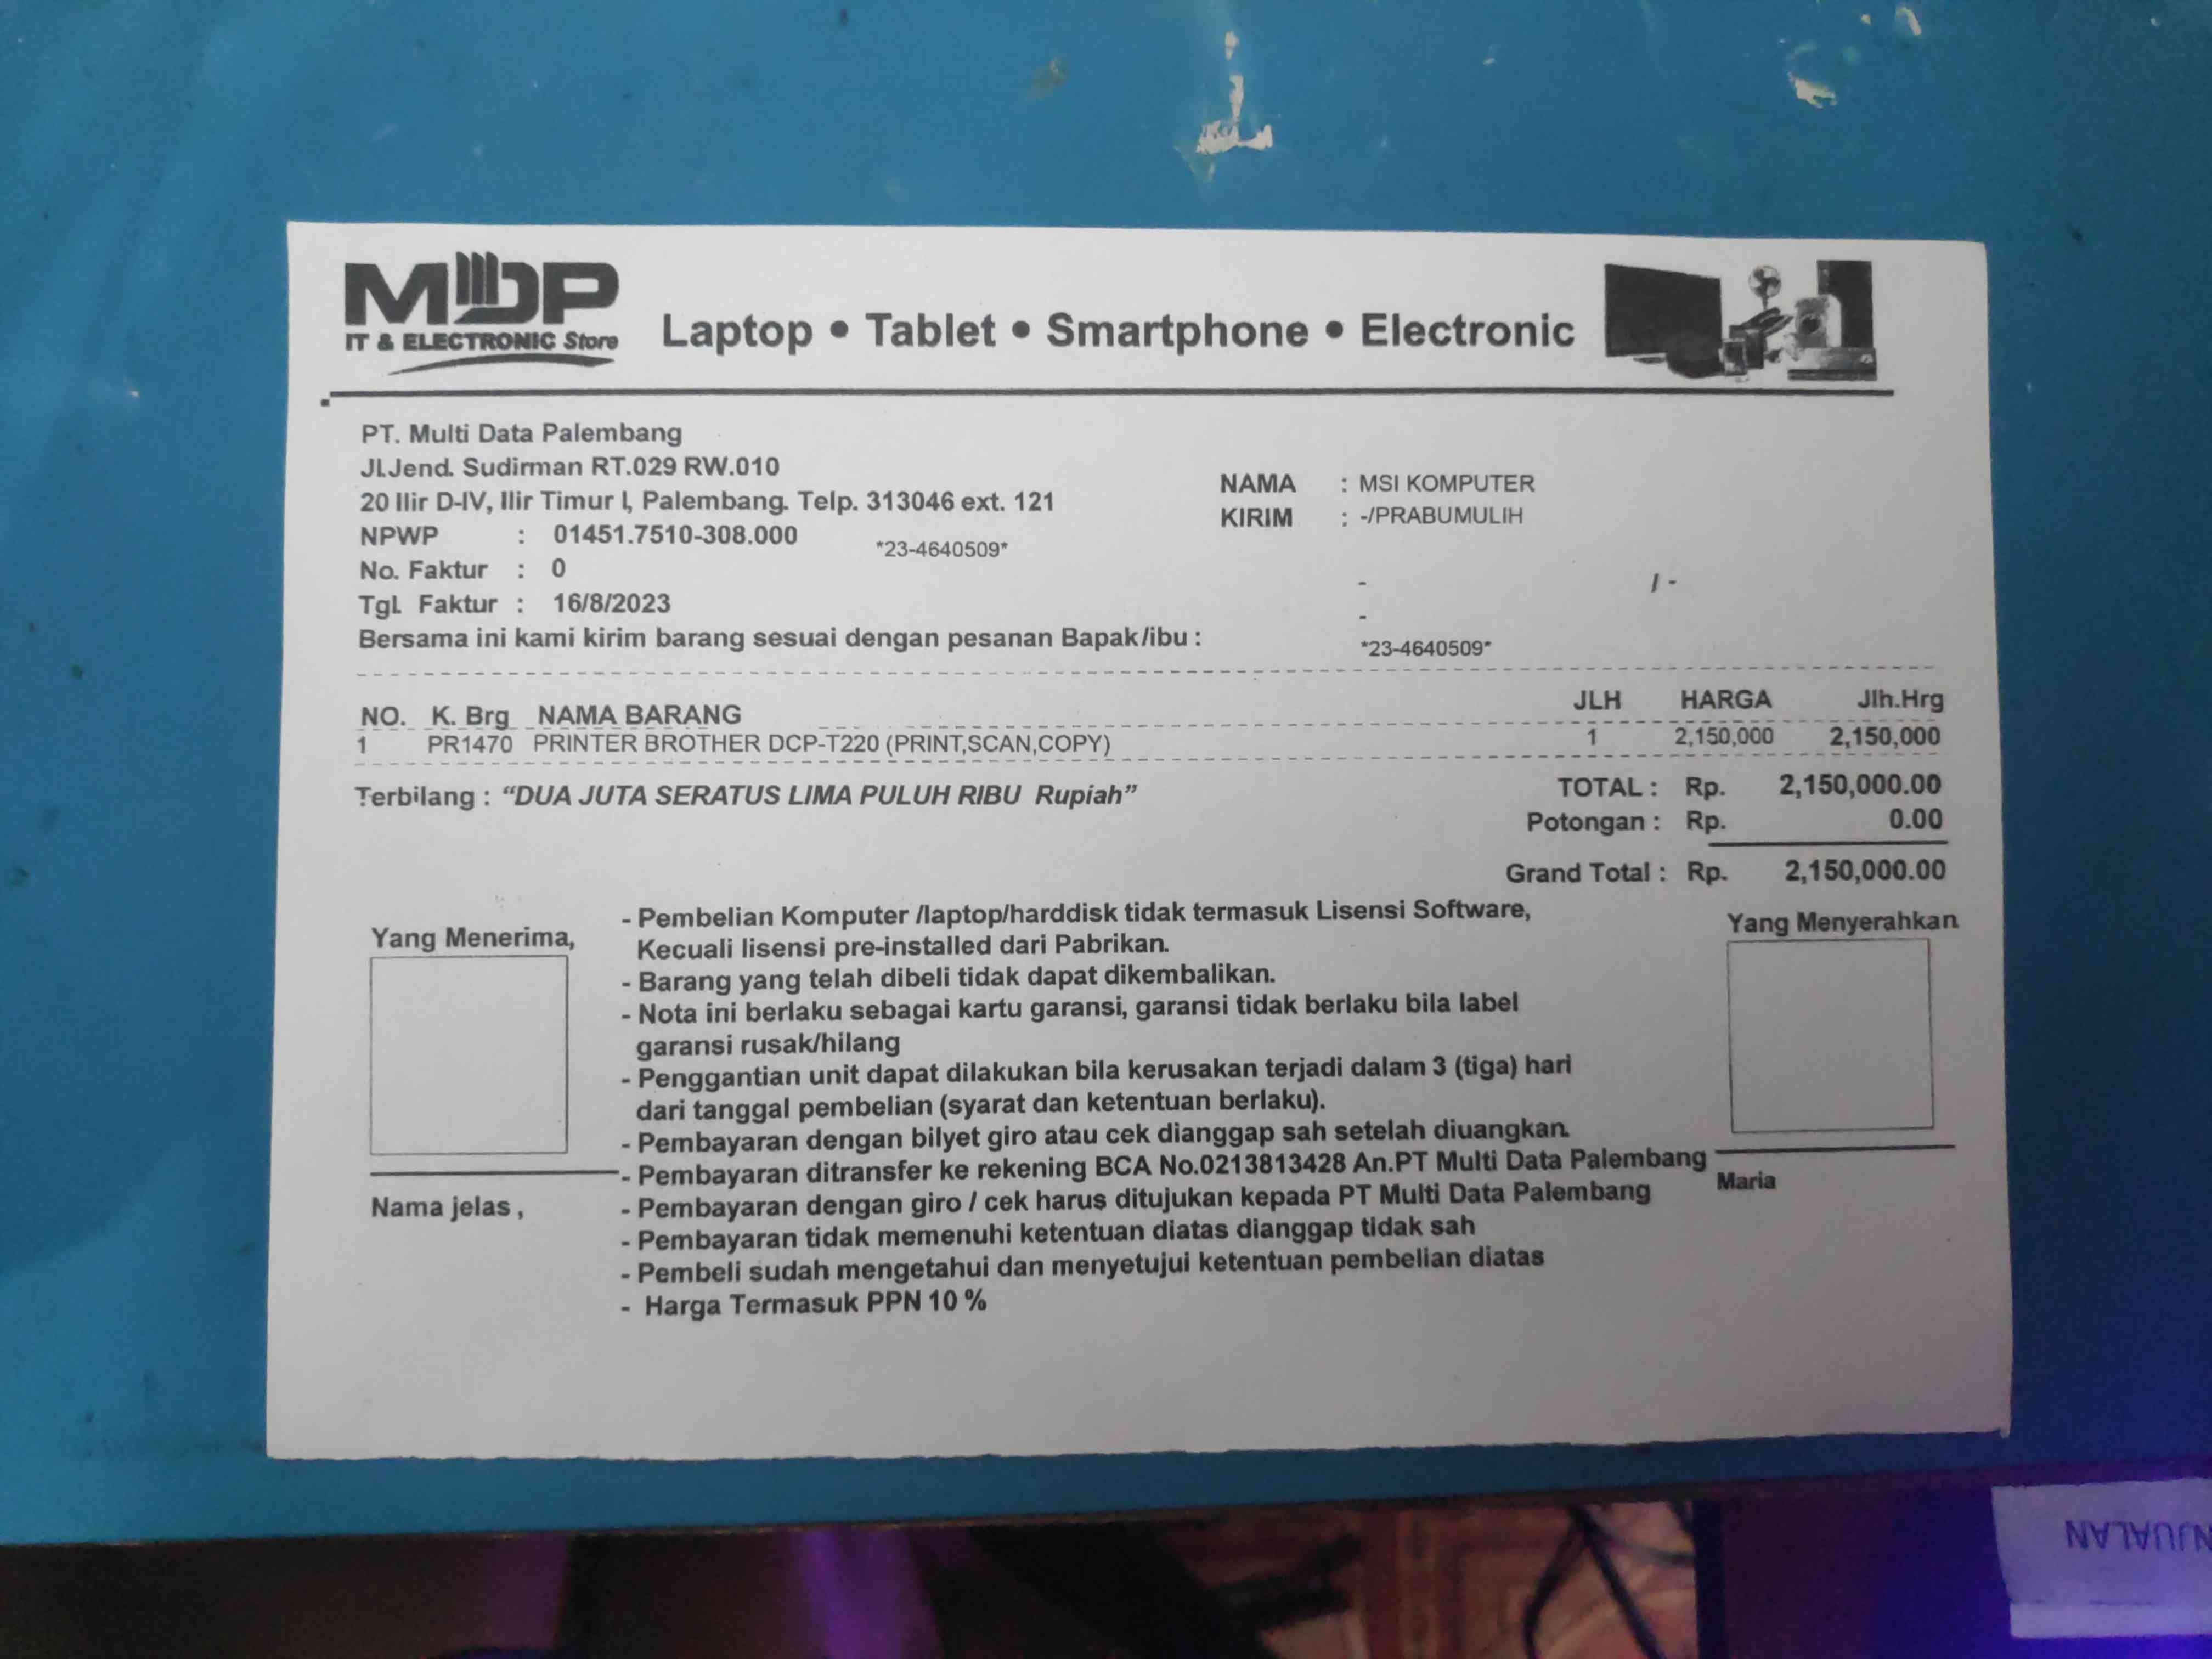 MDP
IT & ELECTRONIC Store
Laptop • Tablet • Smartphone • Electronic
PT. Multi Data Palembang
Jl.Jend. Sudirman RT.029 RW.010
20 Ilir D-IV, Ilir Timur I, Palembang. Telp. 313046 ext. 121
NPWP : 01451.7510-308.000
*23-4640509*
No. Faktur : 0
Tgl. Faktur : 16/8/2023
Bersama ini kami kirim barang sesuai dengan pesanan Bapak/ibu :
NAMA : MSI KOMPUTER
KIRIM : -/PRABUMULIH
- / -
-
*23-4640509*
NO. K. Brg NAMA BARANG JLH HARGA Jlh.Hrg
1 PR1470 PRINTER BROTHER DCP-T220 (PRINT,SCAN,COPY) 1 2,150,000 2,150,000
Terbilang : “DUA JUTA SERATUS LIMA PULUH RIBU Rupiah”
TOTAL : Rp. 2,150,000.00
Potongan : Rp. 0.00
Grand Total : Rp. 2,150,000.00
Yang Menerima,
Nama jelas ,
- Pembelian Komputer /laptop/harddisk tidak termasuk Lisensi Software,
Kecuali lisensi pre-installed dari Pabrikan.
- Barang yang telah dibeli tidak dapat dikembalikan.
- Nota ini berlaku sebagai kartu garansi, garansi tidak berlaku bila label
garansi rusak/hilang
- Penggantian unit dapat dilakukan bila kerusakan terjadi dalam 3 (tiga) hari
dari tanggal pembelian (syarat dan ketentuan berlaku).
- Pembayaran dengan bilyet giro atau cek dianggap sah setelah diuangkan.
- Pembayaran ditransfer ke rekening BCA No.0213813428 An.PT Multi Data Palembang
- Pembayaran dengan giro / cek harus ditujukan kepada PT Multi Data Palembang
- Pembayaran tidak memenuhi ketentuan diatas dianggap tidak sah
- Pembeli sudah mengetahui dan menyetujui ketentuan pembelian diatas
- Harga Termasuk PPN 10 %
Yang Menyerahkan
Maria
NJUALAN